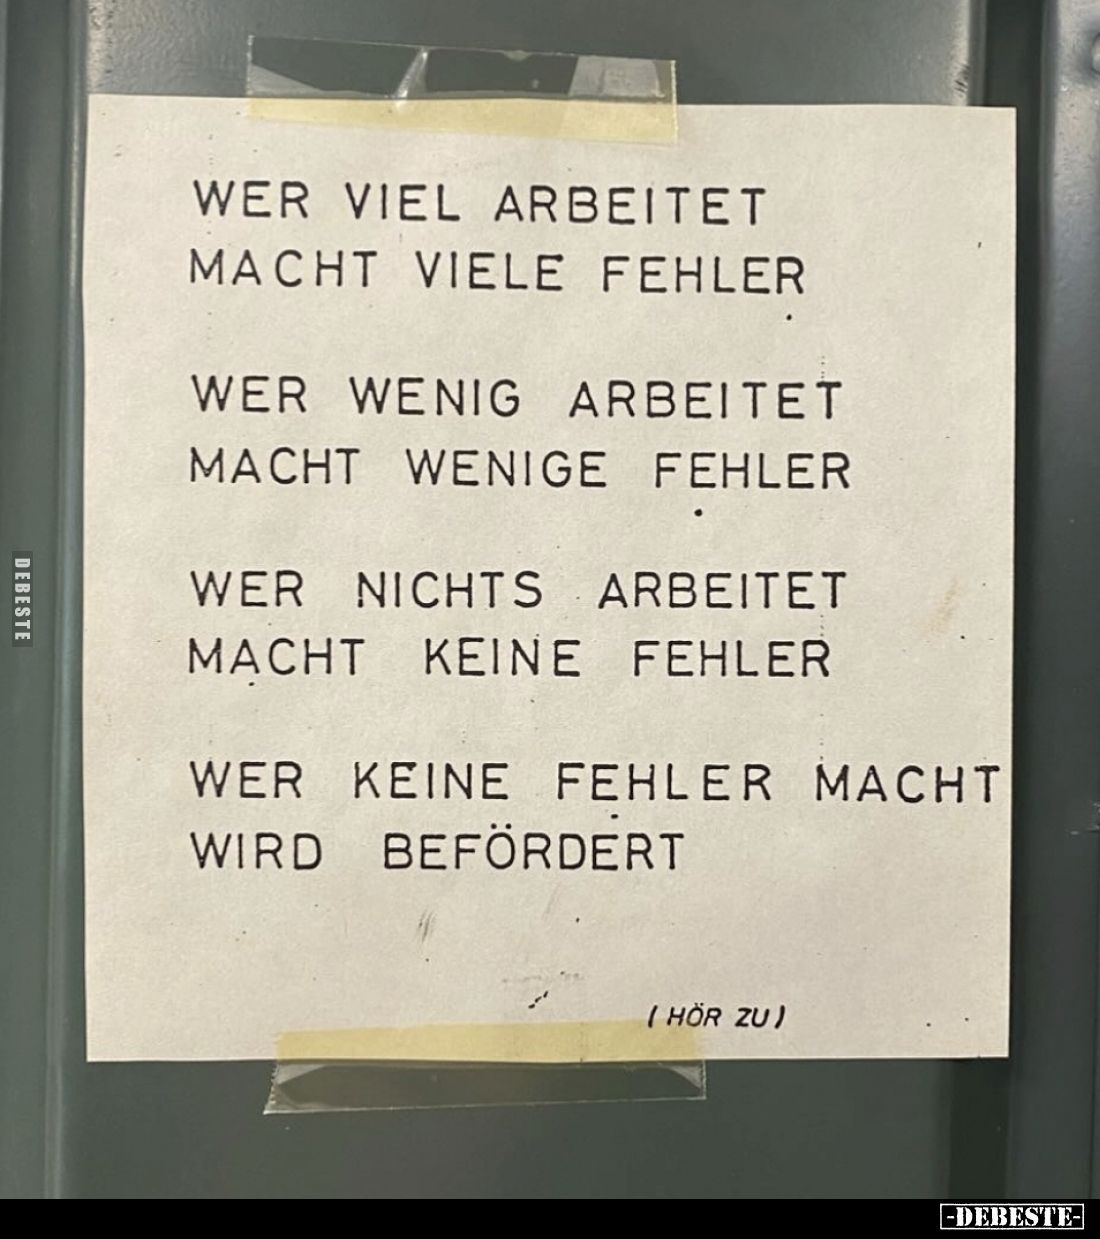 WER VIEL ARBEITET
MACHT VIELE FEHLER
WER WENIG ARBEITET
MACHT WENIGE FEHLER
WER NICHTS ARBEITET
MACHT KEINE FEHLER
WER KEINE FEHLER MACHT
WIRD BEFÖRDERT
(HÖR ZU)
DEBESTE
-DEBESTE-